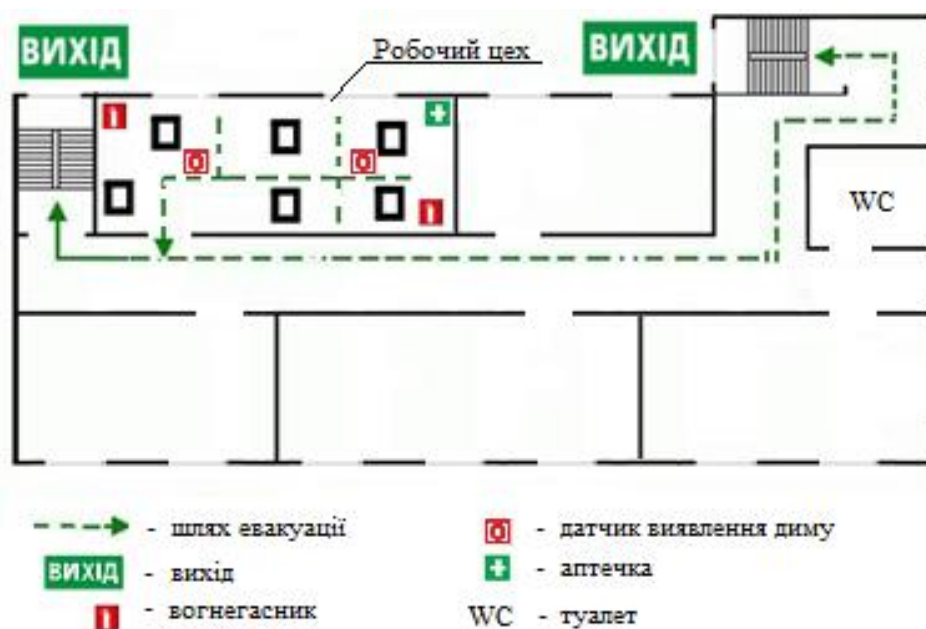 ВИХІД
ВИХІД
Робочий цех
WC
- шлях евакуації
- датчик виявлення диму
ВИХІД - вихід
- аптечка
- вогнегасник
WC - туалет